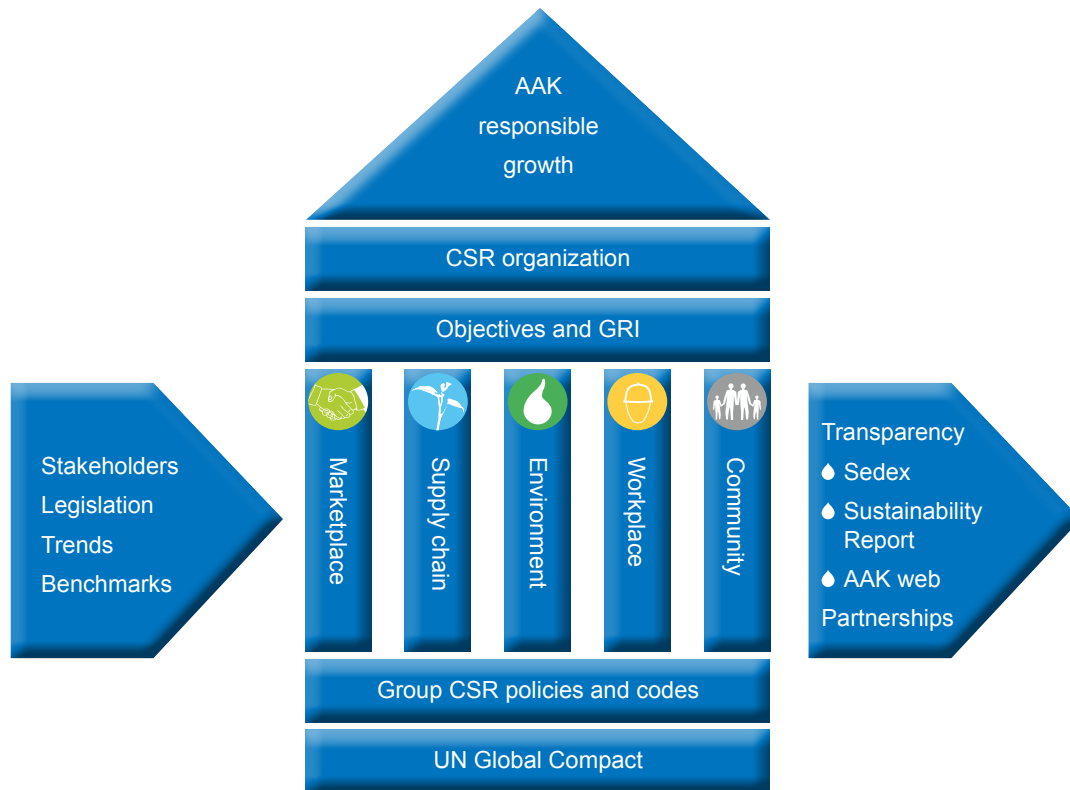 AAK
responsible
growth
CSR organization
Objectives and GRI
Stakeholders
Legislation
Trends
Benchmarks
Marketplace
Supply chain
Environment
Workplace
Community
Transparency
Sedex
Sustainability
Report
AAK web
Partnerships
Group CSR policies and codes
UN Global Compact